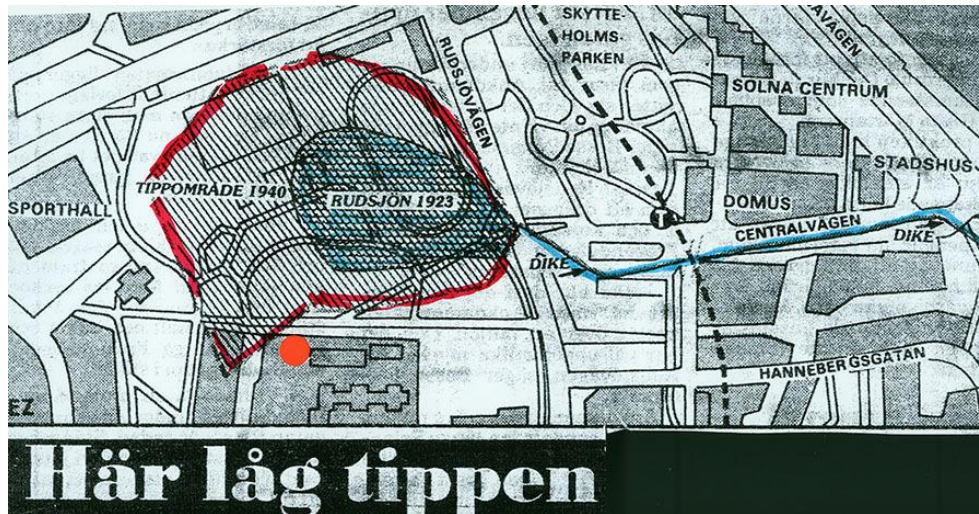 SKYTTE-
HOLMS-
PARKEN
RUDSJÖVÄGEN
AVÄGEN
SOLNA CENTRUM
STADSHUS
TIPPOMRÅDE 1940
RUDSJÖN 1923
SPORTHALL
DOMUS
T
CENTRALVÄGEN
DIKE
DIKE
HANNEBERGSGATAN
EZ
Här låg tippen